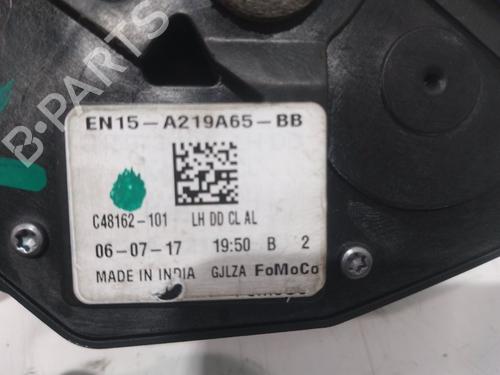 B-PARTS
EN15-A219A65-BB
C48162-101 LH DD CL AL
06-07-17 19:50 B 2
MADE IN INDIA GJLZA FoMoCo